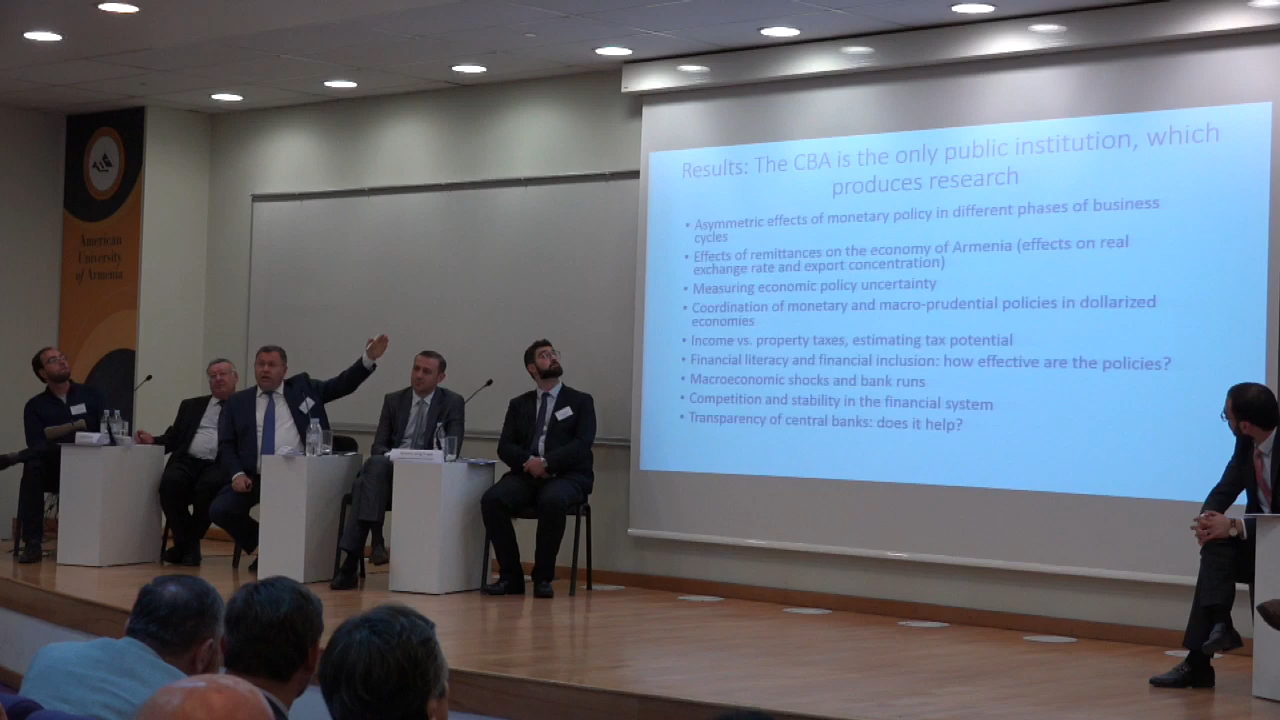 American
University
of Armenia
Results: The CBA is the only public institution, which
produces research
• Asymmetric effects of monetary policy in different phases of business
cycles
• Effects of remittances on the economy of Armenia (effects on real
exchange rate and export concentration)
• Measuring economic policy uncertainty
• Coordination of monetary and macro-prudential policies in dollarized
economies
• Income vs. property taxes, estimating tax potential
• Financial literacy and financial inclusion: how effective are the policies?
• Macroeconomic shocks and bank runs
• Competition and stability in the financial system
• Transparency of central banks: does it help?